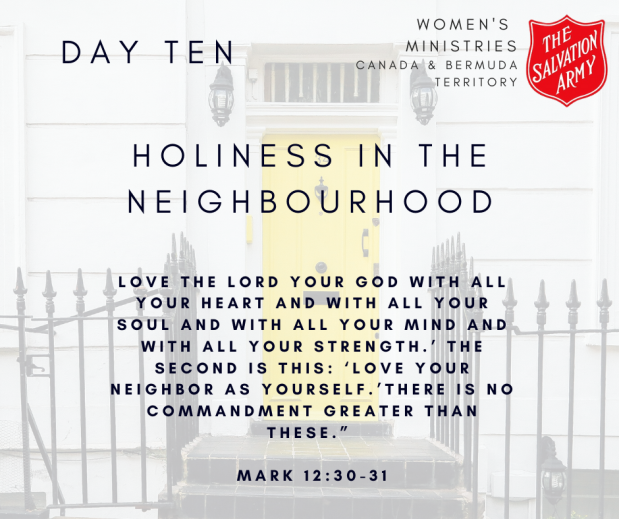 DAY TEN
WOMEN'S
MINISTRIES
CANADA & BERMUDA
TERRITORY
THE
SALVATION
ARMY
HOLINESS IN THE
NEIGHBOURHOOD
LOVE THE LORD YOUR GOD WITH ALL
YOUR HEART AND WITH ALL YOUR
SOUL AND WITH ALL YOUR MIND AND
WITH ALL YOUR STRENGTH.’ THE
SECOND IS THIS: ‘LOVE YOUR
NEIGHBOR AS YOURSELF.’THERE IS NO
COMMANDMENT GREATER THAN
THESE.”
MARK 12:30-31